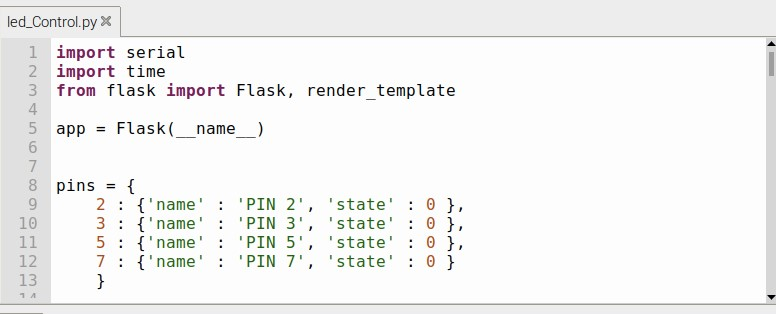 led_Control.py
1 import serial
2 import time
3 from flask import Flask, render_template
4
5 app = Flask(__name__)
6
7
8 pins = {
9     2 : {'name' : 'PIN 2', 'state' : 0 },
10     3 : {'name' : 'PIN 3', 'state' : 0 },
11     5 : {'name' : 'PIN 5', 'state' : 0 },
12     7 : {'name' : 'PIN 7', 'state' : 0 }
13     }
14